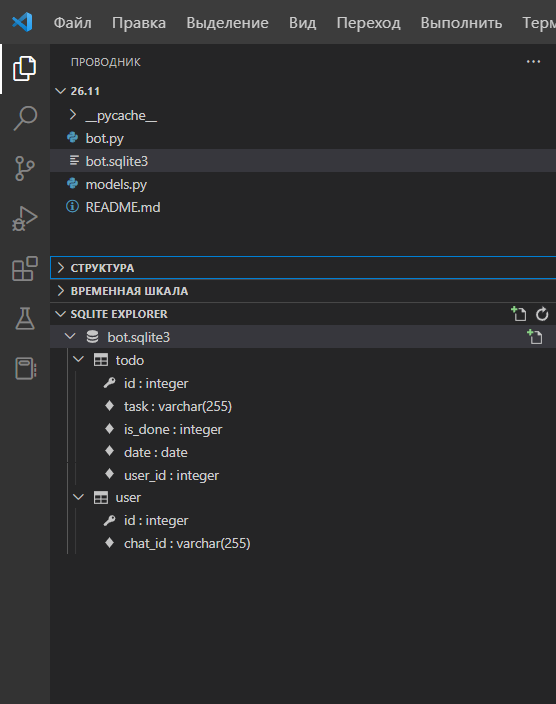 Файл Правка Выделение Вид Переход Выполнить Терм
ПРОВОДНИК
26.11
__pycache__
bot.py
bot.sqlite3
models.py
README.md
СТРУКТУРА
ВРЕМЕННАЯ ШКАЛА
SQLITE EXPLORER
bot.sqlite3
todo
id : integer
task : varchar(255)
is_done : integer
date : date
user_id : integer
user
id : integer
chat_id : varchar(255)